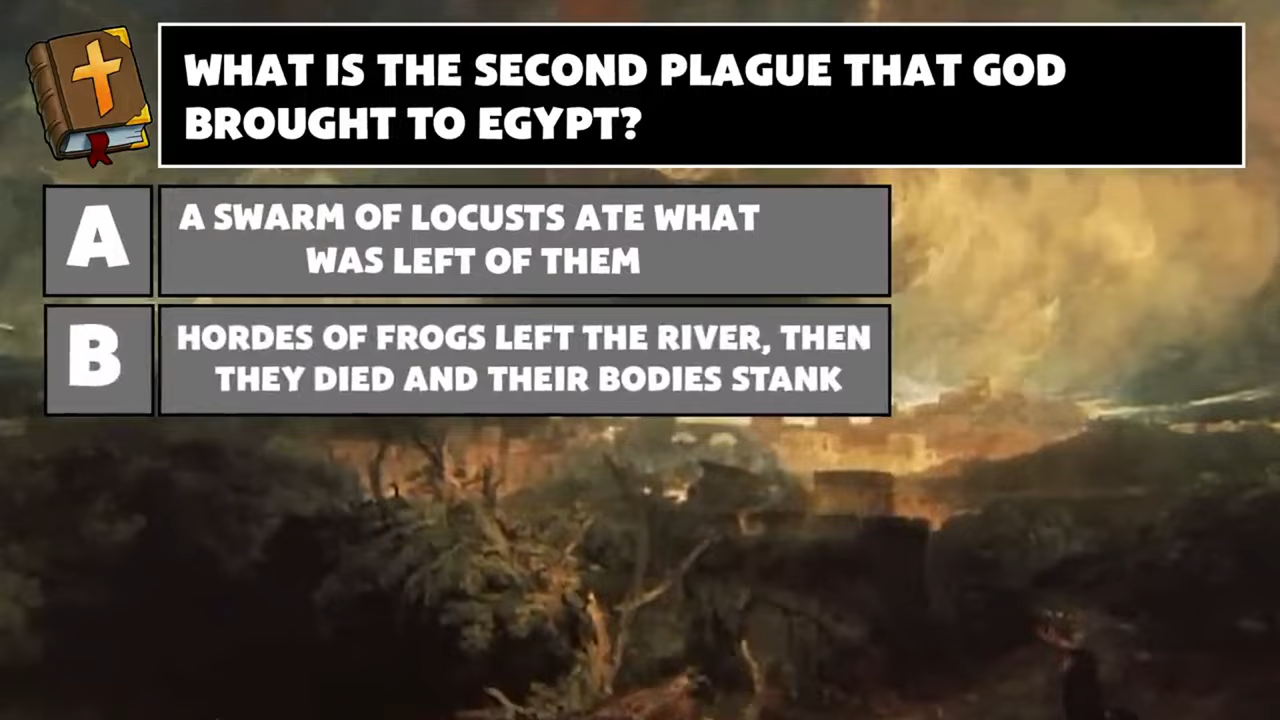 WHAT IS THE SECOND PLAGUE THAT GOD
BROUGHT TO EGYPT?
A
A SWARM OF LOCUSTS ATE WHAT
WAS LEFT OF THEM
B
HORDES OF FROGS LEFT THE RIVER, THEN
THEY DIED AND THEIR BODIES STANK